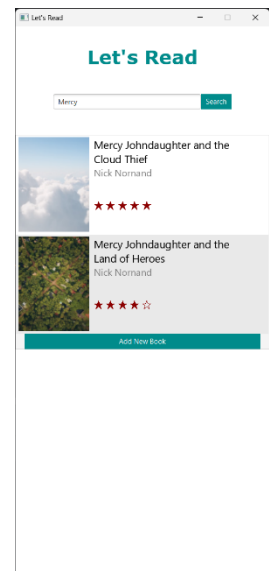 Let's Read
Let's Read
Mercy
Search
Mercy Johndaughter and the
Cloud Thief
Nick Nornand
★★★★★
Mercy Johndaughter and the
Land of Heroes
Nick Nornand
★★★★☆
Add New Book